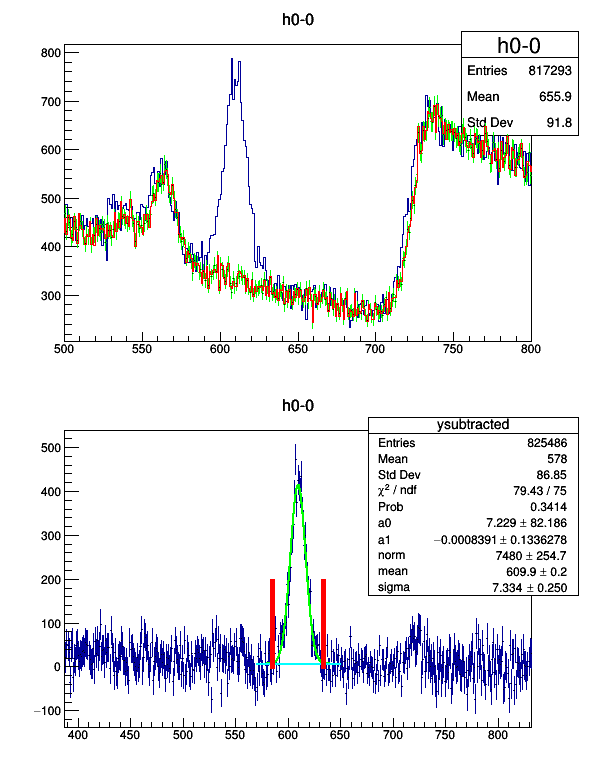 h0-0
h0-0
Entries 817293
Mean 655.9
Std Dev 91.8
800
700
600
500
400
300
500 550 600 650 700 750 800
h0-0
ysubtracted
Entries 825486
Mean 578
Std Dev 86.85
χ² / ndf 79.43 / 75
Prob 0.3414
a0 7.229 ± 82.186
a1 −0.0008391 ± 0.1336278
norm 7480 ± 254.7
mean 609.9 ± 0.2
sigma 7.334 ± 0.250
500
400
300
200
100
0
−100
400 450 500 550 600 650 700 750 800